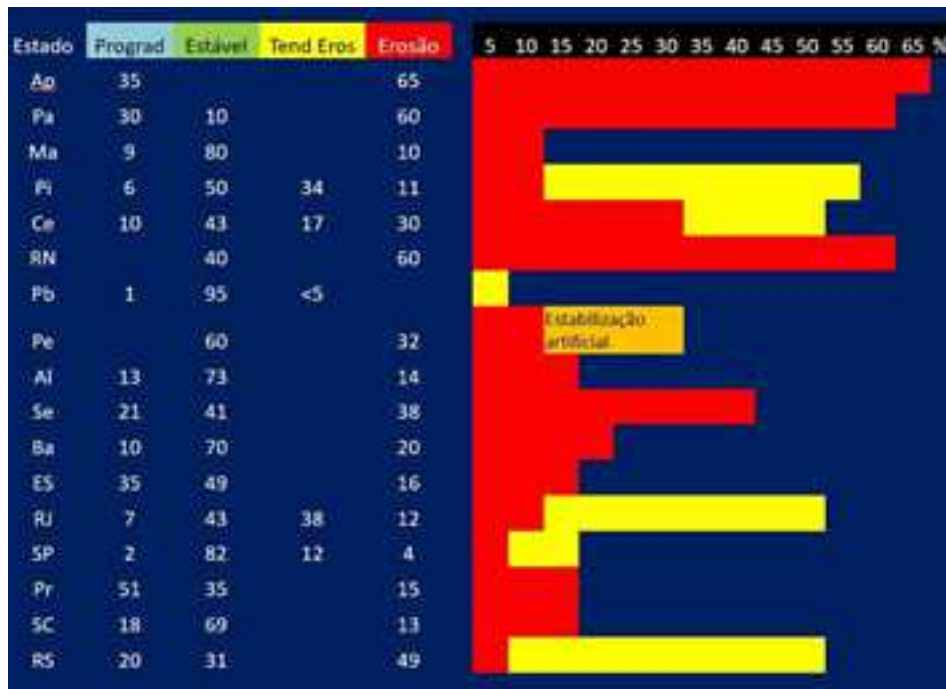 Estado Prograd Estável Tend Eros Erosão 5 10 15 20 25 30 35 40 45 50 55 60 65 %
Ap 35 65
Pa 30 10 60
Ma 9 80 10
Pi 6 50 34 11
Ce 10 43 17 30
RN 40 60
Pb 1 95 <5
Estabilização
artificial
Pe 60 32
Al 13 73 14
Se 21 41 38
Ba 10 70 20
ES 35 49 16
RJ 7 43 38 12
SP 2 82 12 4
Pr 51 35 15
SC 18 69 13
RS 20 31 49